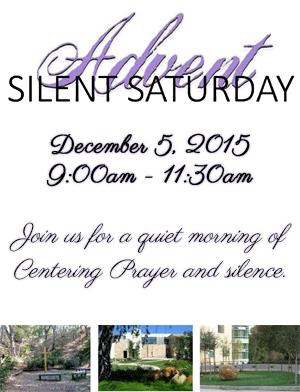 Advent
SILENT SATURDAY
December 5, 2015
9:00am - 11:30am
Join us for a quiet morning of
Centering Prayer and silence.